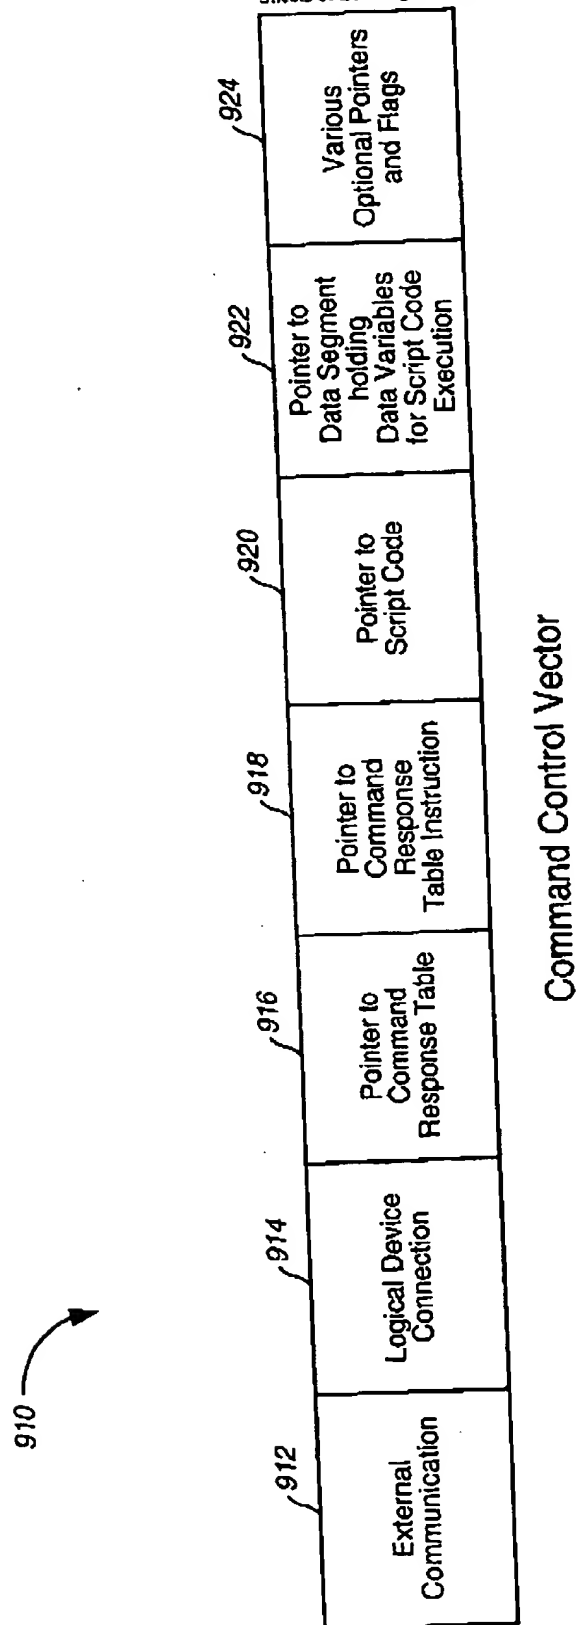 910
912
External
Communication
914
Logical Device
Connection
916
Pointer to
Command
Response Table
918
Pointer to
Command
Response
Table Instruction
920
Pointer to
Script Code
922
Pointer to
Data Segment
holding
Data Variables
for Script Code
Execution
924
Various
Optional Pointers
and Flags
Command Control Vector